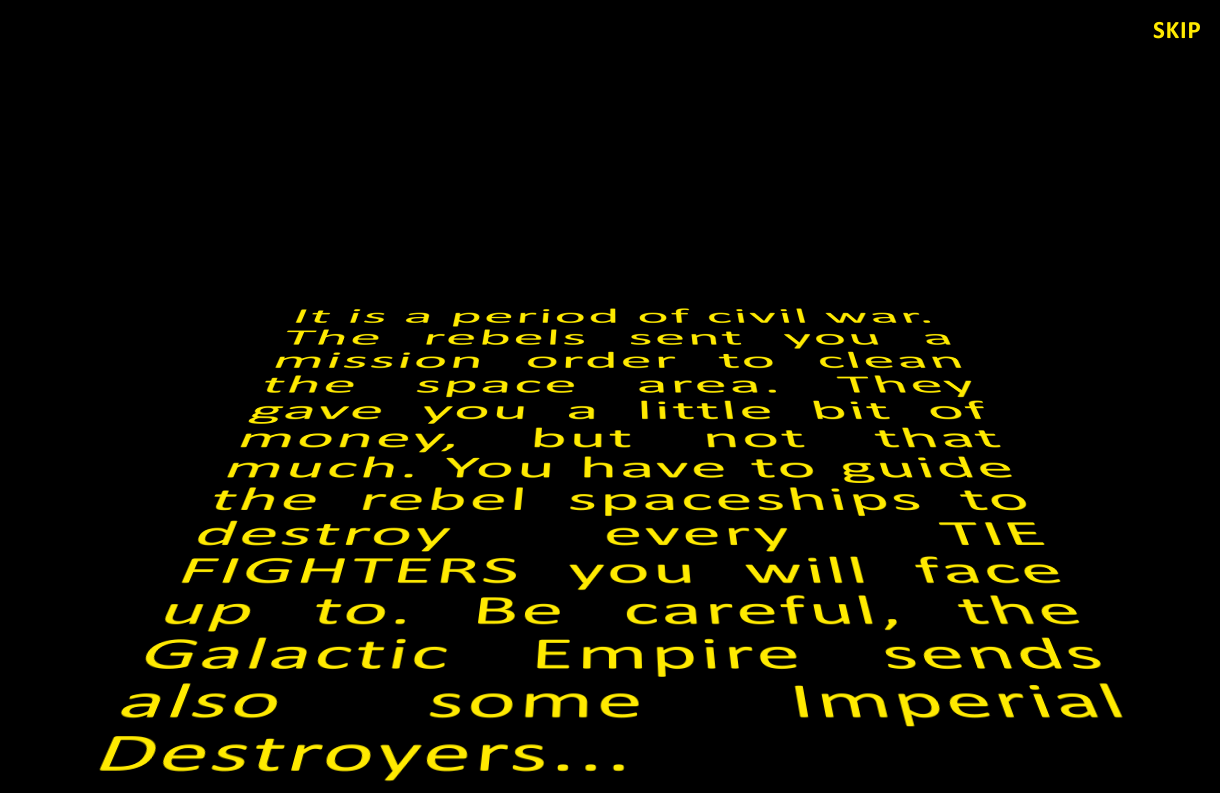 SKIP
It is a period of civil war.
The rebels sent you a
mission order to clean
the space area. They
gave you a little bit of
money, but not that
much. You have to guide
the rebel spaceships to
destroy every TIE
FIGHTERS you will face
up to. Be careful, the
Galactic Empire sends
also some Imperial
Destroyers...